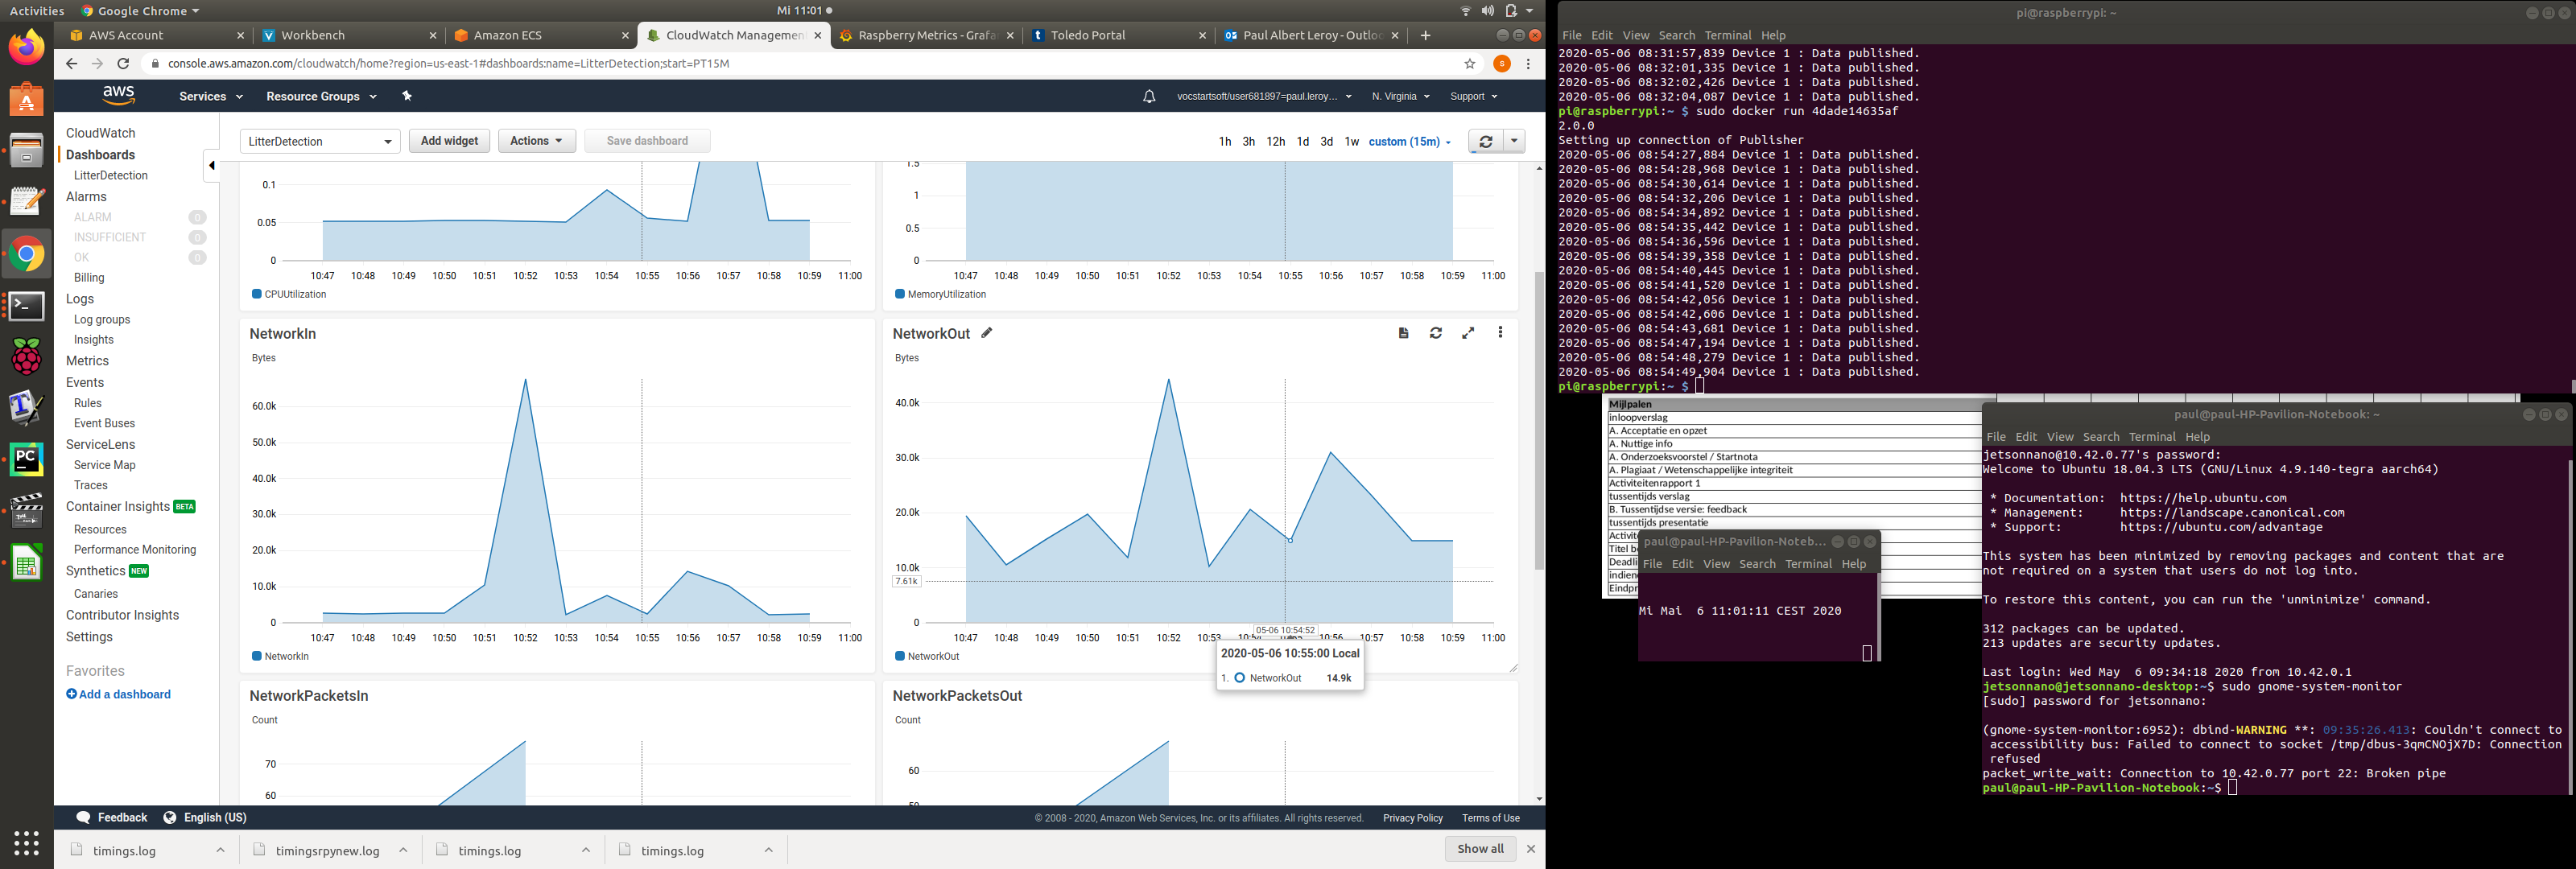 Activities
Google Chrome
Mi 11:01
AWS Account
Workbench
Amazon ECS
CloudWatch Managemen
Raspberry Metrics - Grafa
Toledo Portal
Paul Albert Leroy - Outloo
console.aws.amazon.com/cloudwatch/home?region=us-east-1#dashboards:name=LitterDetection;start=PT15M
S
aws
Services
Resource Groups
vocstartsoft/user681897=paul.leroy...
N. Virginia
Support
CloudWatch
Dashboards
LitterDetection
Alarms
ALARM 0
INSUFFICIENT 0
OK 0
Billing
Logs
Log groups
Insights
Metrics
Events
Rules
Event Buses
ServiceLens
Service Map
Traces
Container Insights BETA
Resources
Performance Monitoring
Synthetics NEW
Canaries
Contributor Insights
Settings
Favorites
Add a dashboard
LitterDetection
Add widget
Actions
Save dashboard
1h 3h 12h 1d 3d 1w custom (15m)
0.1
0.05
0
10:47 10:48 10:49 10:50 10:51 10:52 10:53 10:54 10:55 10:56 10:57 10:58 10:59 11:00
CPUUtilization
1.5
1
0.5
0
10:47 10:48 10:49 10:50 10:51 10:52 10:53 10:54 10:55 10:56 10:57 10:58 10:59 11:00
MemoryUtilization
NetworkIn
Bytes
60.0k
50.0k
40.0k
30.0k
20.0k
10.0k
0
10:47 10:48 10:49 10:50 10:51 10:52 10:53 10:54 10:55 10:56 10:57 10:58 10:59 11:00
NetworkIn
NetworkOut
Bytes
40.0k
30.0k
20.0k
10.0k
7.61k
0
10:47 10:48 10:49 10:50 10:51 10:52 10:53 10:56 10:57 10:58 10:59 11:00
05-06 10:54:52
NetworkOut
2020-05-06 10:55:00 Local
1. NetworkOut 14.9k
NetworkPacketsIn
Count
70
60
NetworkPacketsOut
Count
60
Feedback
English (US)
© 2008 - 2020, Amazon Web Services, Inc. or its affiliates. All rights reserved.
Privacy Policy
Terms of Use
timings.log
timingsrpynew.log
timings.log
timings.log
Show all
pi@raspberrypi: ~
File Edit View Search Terminal Help
2020-05-06 08:31:57,839 Device 1 : Data published.
2020-05-06 08:32:01,335 Device 1 : Data published.
2020-05-06 08:32:02,426 Device 1 : Data published.
2020-05-06 08:32:04,087 Device 1 : Data published.
pi@raspberrypi:~ $ sudo docker run 4dade14635af
2.0.0
Setting up connection of Publisher
2020-05-06 08:54:27,884 Device 1 : Data published.
2020-05-06 08:54:28,968 Device 1 : Data published.
2020-05-06 08:54:30,614 Device 1 : Data published.
2020-05-06 08:54:32,206 Device 1 : Data published.
2020-05-06 08:54:34,892 Device 1 : Data published.
2020-05-06 08:54:35,442 Device 1 : Data published.
2020-05-06 08:54:36,596 Device 1 : Data published.
2020-05-06 08:54:39,358 Device 1 : Data published.
2020-05-06 08:54:40,445 Device 1 : Data published.
2020-05-06 08:54:41,520 Device 1 : Data published.
2020-05-06 08:54:42,056 Device 1 : Data published.
2020-05-06 08:54:42,606 Device 1 : Data published.
2020-05-06 08:54:43,681 Device 1 : Data published.
2020-05-06 08:54:47,194 Device 1 : Data published.
2020-05-06 08:54:48,279 Device 1 : Data published.
2020-05-06 08:54:49,904 Device 1 : Data published.
pi@raspberrypi:~ $
Mijlpalen
inloopverslag
A. Acceptatie en opzet
A. Nuttige info
A. Onderzoeksvoorstel / Startnota
A. Plagiaat / Wetenschappelijke integriteit
Activiteitenrapport 1
tussentijds verslag
B. Tussentijdse versie: feedback
tussentijds presentatie
Activite
Titel be
Deadli
indien
Eindpr
paul@paul-HP-Pavilion-Noteb...
File Edit View Search Terminal Help
Mi Mai  6 11:01:11 CEST 2020
paul@paul-HP-Pavilion-Notebook: ~
File Edit View Search Terminal Help
jetsonnano@10.42.0.77's password:
Welcome to Ubuntu 18.04.3 LTS (GNU/Linux 4.9.140-tegra aarch64)
* Documentation:  https://help.ubuntu.com
* Management:     https://landscape.canonical.com
* Support:        https://ubuntu.com/advantage
This system has been minimized by removing packages and content that are
not required on a system that users do not log into.
To restore this content, you can run the 'unminimize' command.
312 packages can be updated.
213 updates are security updates.
Last login: Wed May  6 09:34:18 2020 from 10.42.0.1
jetsonnano@jetsonnano-desktop:~$ sudo gnome-system-monitor
[sudo] password for jetsonnano:
(gnome-system-monitor:6952): dbind-WARNING **: 09:35:26.413: Couldn't connect to
accessibility bus: Failed to connect to socket /tmp/dbus-3qmCNOjX7D: Connection
refused
packet_write_wait: Connection to 10.42.0.77 port 22: Broken pipe
paul@paul-HP-Pavilion-Notebook:~$